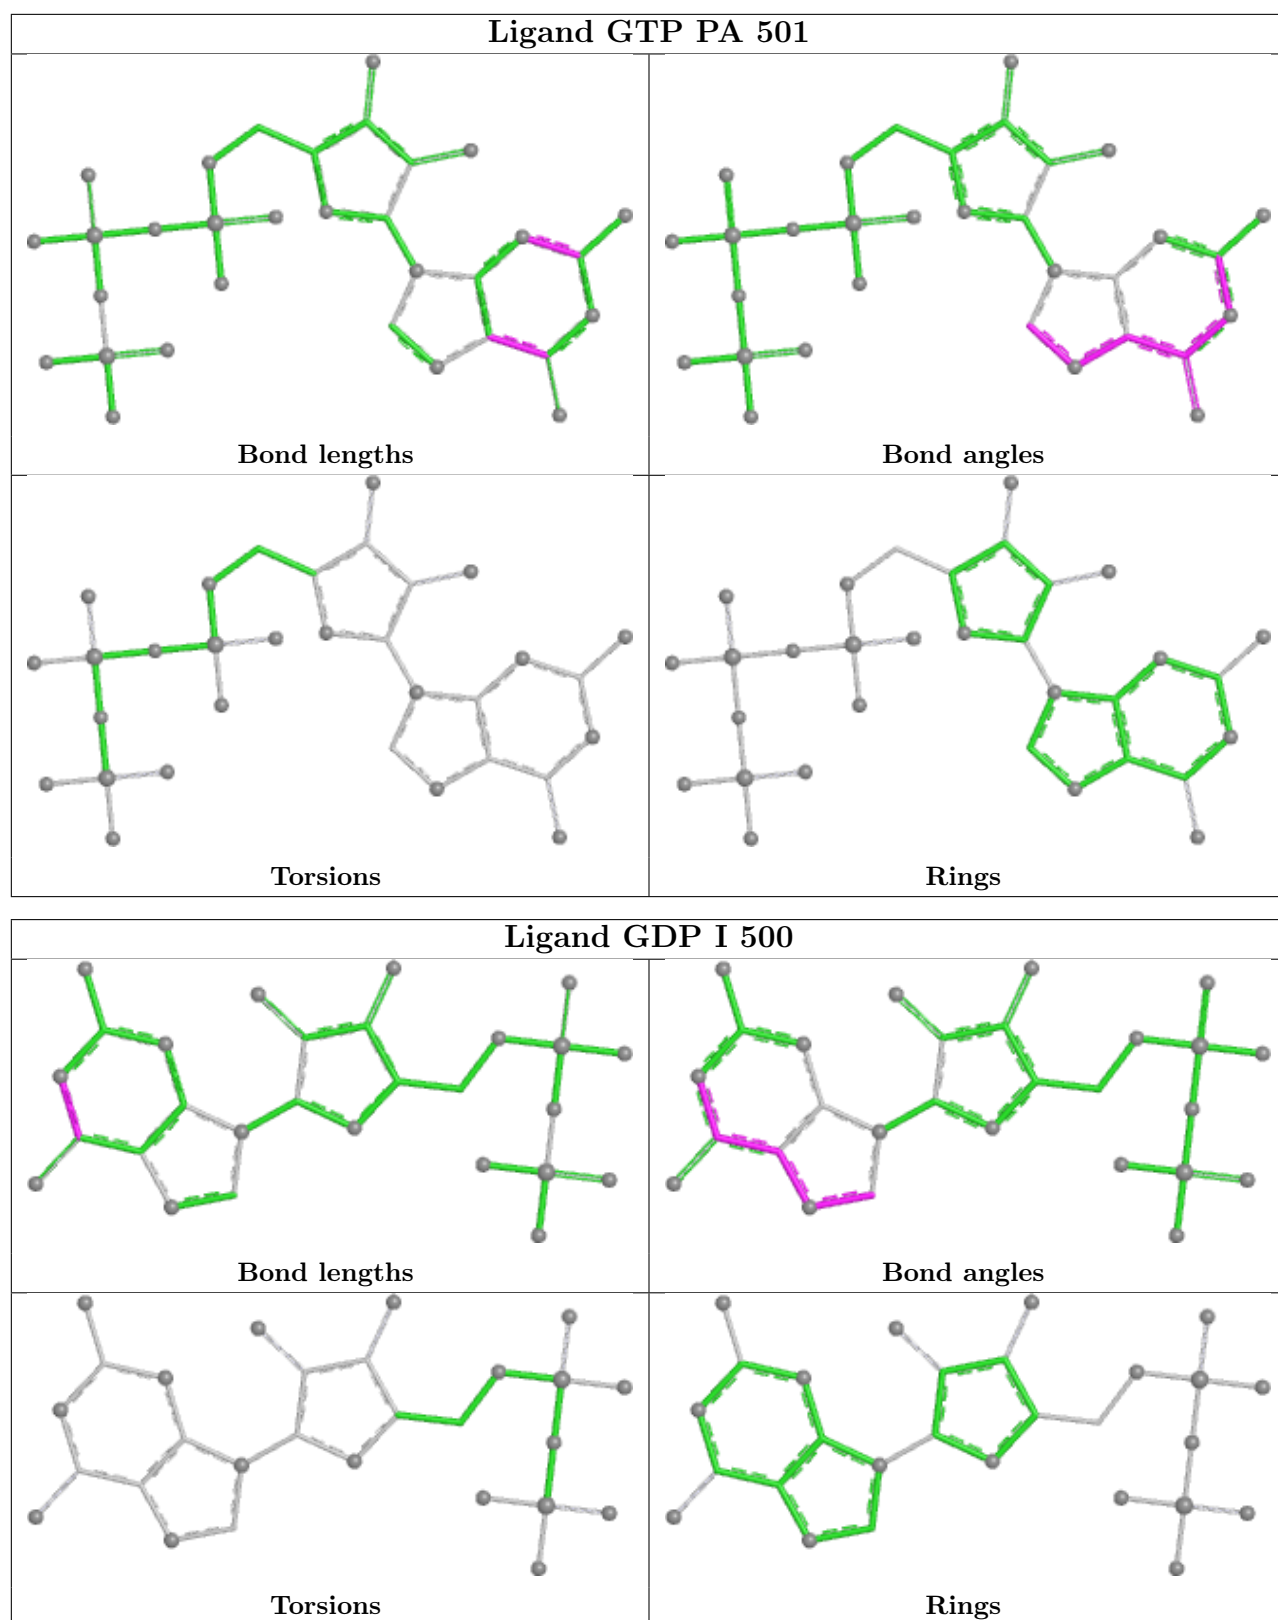 Ligand GTP PA 501
Bond lengths
Bond angles
Torsions
Rings
Ligand GDP I 500
Bond lengths
Bond angles
Torsions
Rings